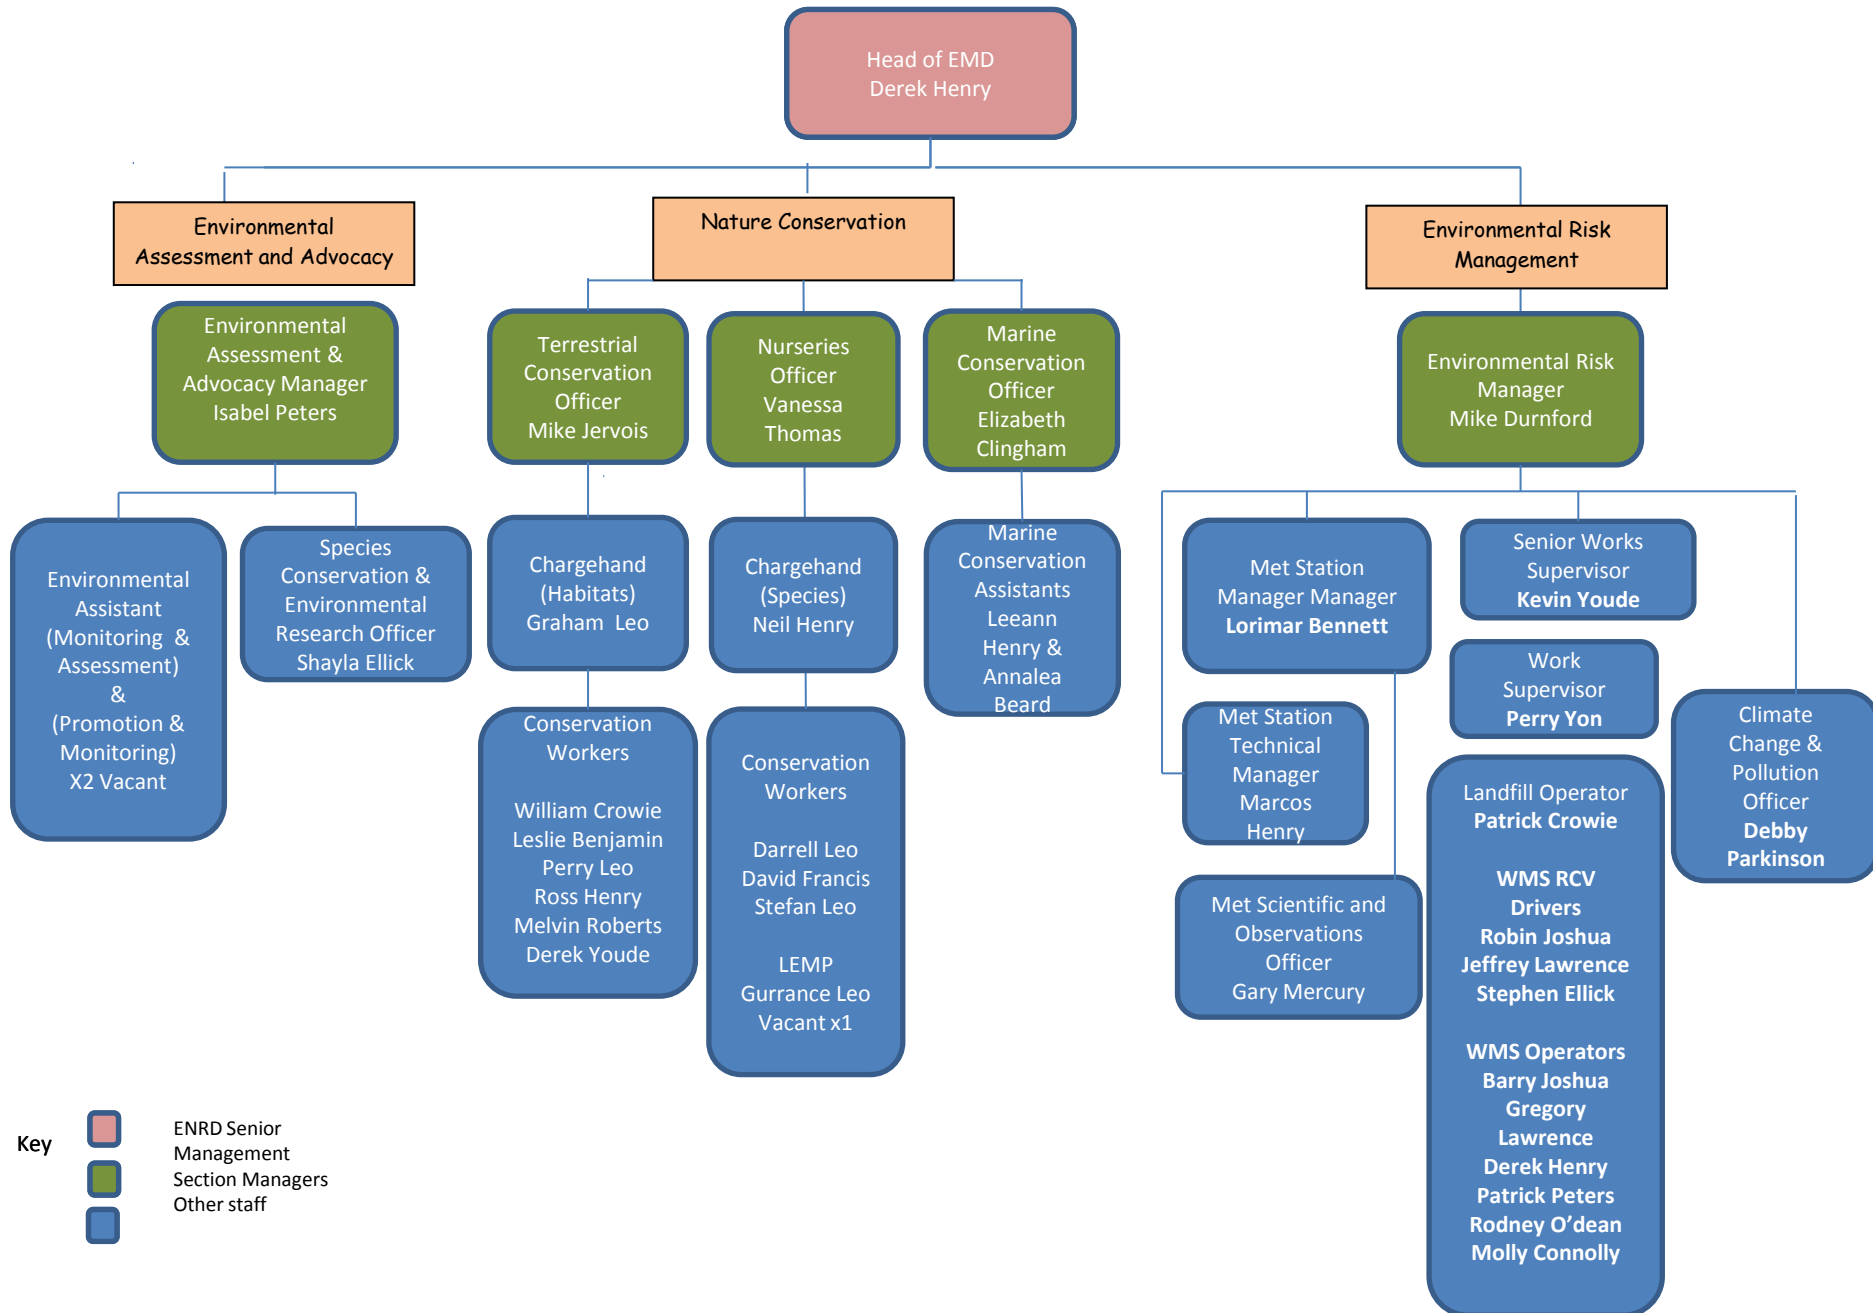 Head of EMD
Derek Henry
Environmental
Assessment and Advocacy
Nature Conservation
Environmental Risk
Management
Environmental
Assessment &
Advocacy Manager
Isabel Peters
Terrestrial
Conservation
Officer
Mike Jervois
Nurseries
Officer
Vanessa
Thomas
Marine
Conservation
Officer
Elizabeth
Clingham
Environmental Risk
Manager
Mike Durnford
Environmental
Assistant
(Monitoring & 
Assessment)
&
(Promotion &
Monitoring)
X2 Vacant
Species
Conservation &
Environmental
Research Officer
Shayla Ellick
Chargehand
(Habitats)
Graham Leo
Chargehand
(Species)
Neil Henry
Marine
Conservation
Assistants
Leeann
Henry &
Annalea
Beard
Met Station
Manager Manager
Lorimar Bennett
Senior Works
Supervisor
Kevin Youde
Work
Supervisor
Perry Yon
Climate
Change &
Pollution
Officer
Debby
Parkinson
Conservation
Workers
William Crowie
Leslie Benjamin
Perry Leo
Ross Henry
Melvin Roberts
Derek Youde
Conservation
Workers
Darrell Leo
David Francis
Stefan Leo
LEMP
Gurrance Leo
Vacant x1
Met Station
Technical
Manager
Marcos
Henry
Met Scientific and
Observations
Officer
Gary Mercury
Landfill Operator
Patrick Crowie
WMS RCV
Drivers
Robin Joshua
Jeffrey Lawrence
Stephen Ellick
WMS Operators
Barry Joshua
Gregory
Lawrence
Derek Henry
Patrick Peters
Rodney O’dean
Molly Connolly
Key
ENRD Senior
Management
Section Managers
Other staff